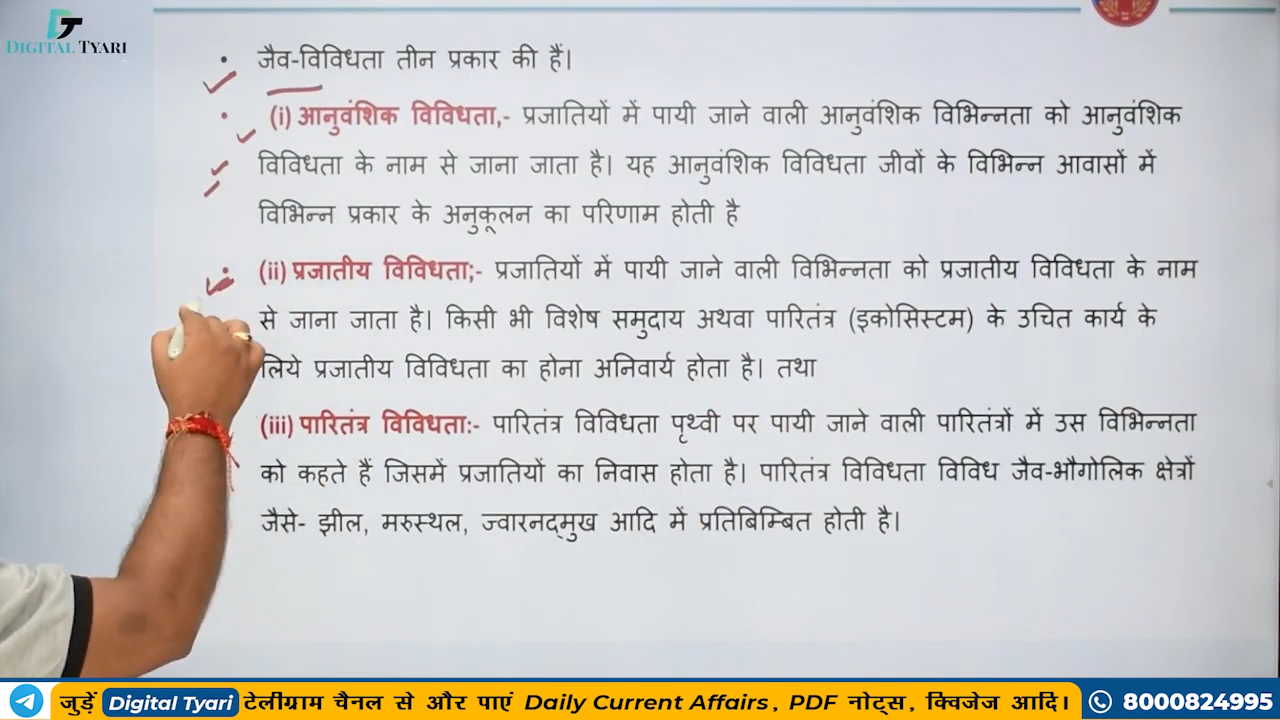 DIGITAL TYARI
जैव-विविधता तीन प्रकार की हैं।
(i) आनुवंशिक विविधता,- प्रजातियों में पायी जाने वाली आनुवंशिक विभिन्नता को आनुवंशिक
विविधता के नाम से जाना जाता है। यह आनुवंशिक विविधता जीवों के विभिन्न आवासों में
विभिन्न प्रकार के अनुकूलन का परिणाम होती है
(ii) प्रजातीय विविधता;- प्रजातियों में पायी जाने वाली विभिन्नता को प्रजातीय विविधता के नाम
से जाना जाता है। किसी भी विशेष समुदाय अथवा पारितंत्र (इकोसिस्टम) के उचित कार्य के
लिये प्रजातीय विविधता का होना अनिवार्य होता है। तथा
(iii) पारितंत्र विविधताः- पारितंत्र विविधता पृथ्वी पर पायी जाने वाली पारितंत्रों में उस विभिन्नता
को कहते हैं जिसमें प्रजातियों का निवास होता है। पारितंत्र विविधता विविध जैव-भौगोलिक क्षेत्रों
जैसे- झील, मरुस्थल, ज्वारनद्मुख आदि में प्रतिबिम्बित होती है।
जुड़ें Digital Tyari टेलीग्राम चैनल से और पाएं Daily Current Affairs, PDF नोट्स, क्विजेज आदि। 8000824995